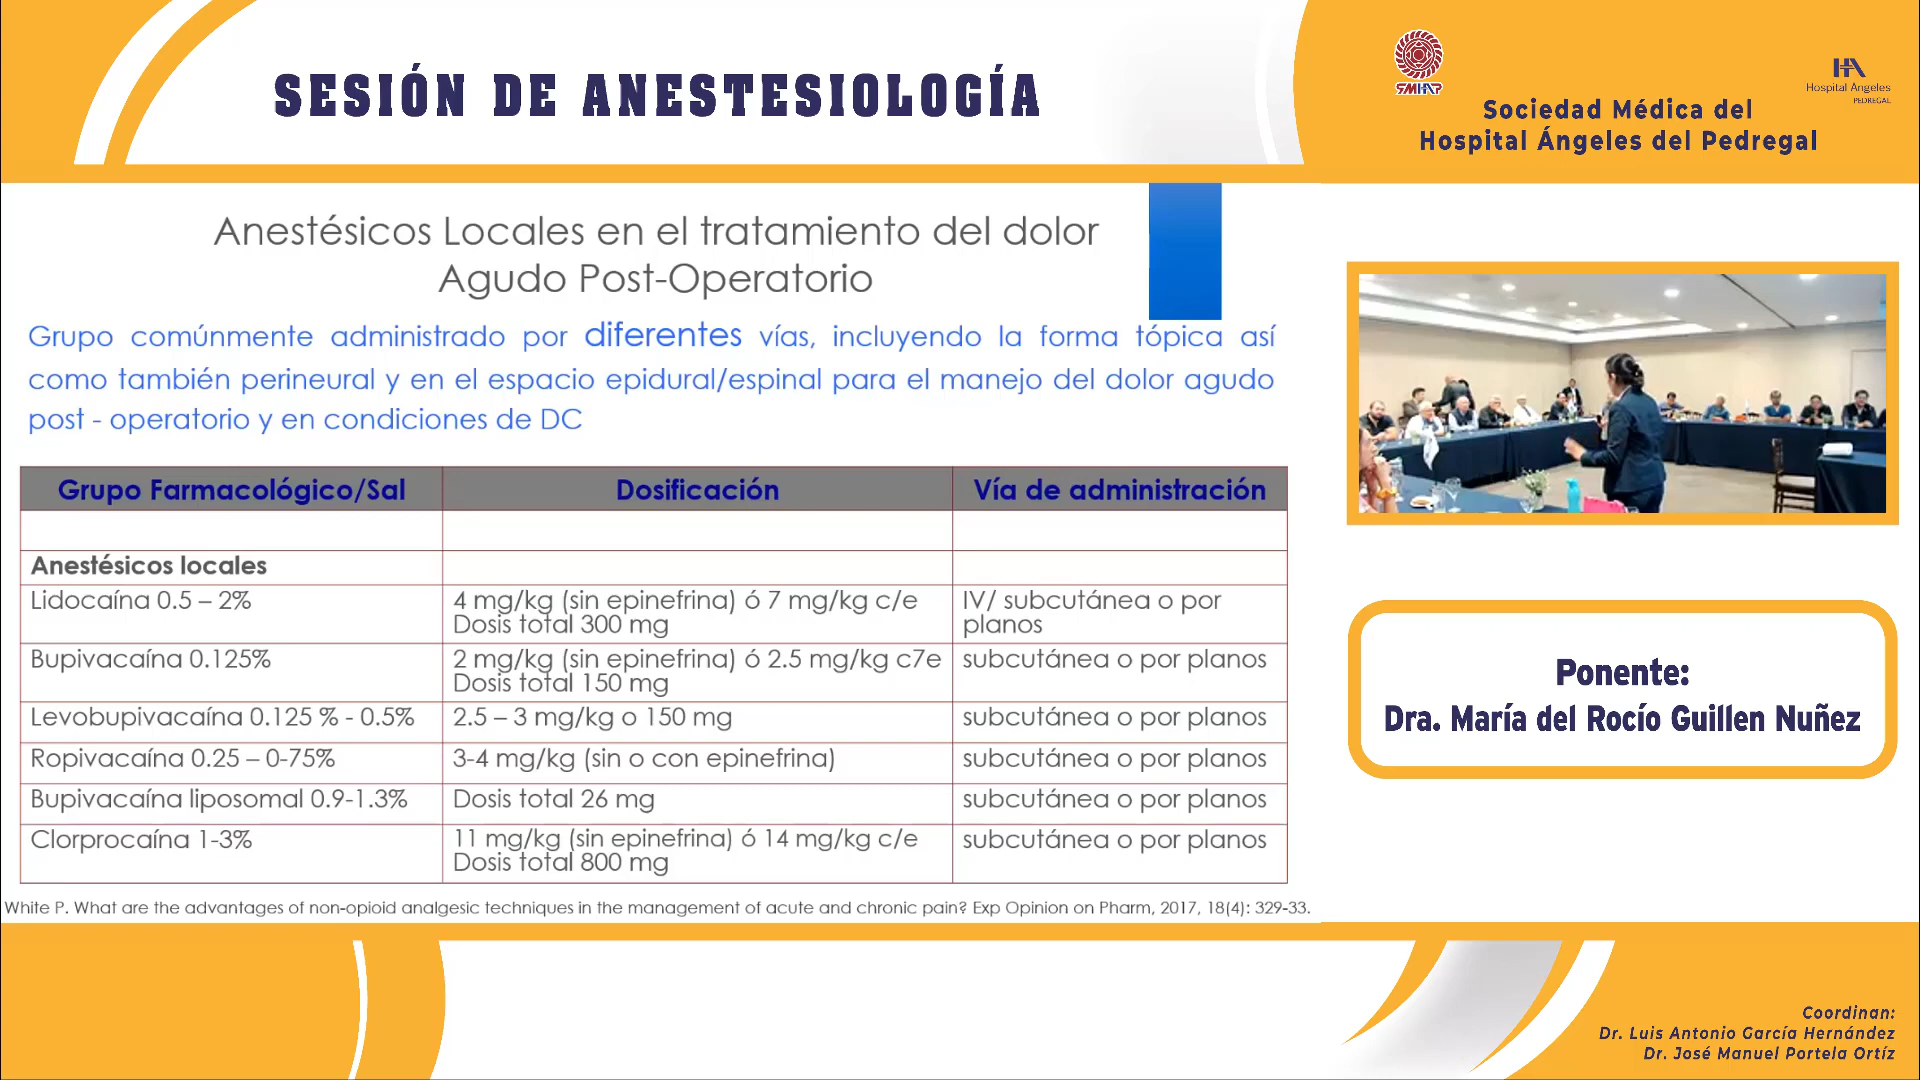 SESIÓN DE ANESTESIOLOGÍA
SMHAP
HA
Hospital Angeles
PEDREGAL
Sociedad Médica del
Hospital Ángeles del Pedregal
Anestésicos Locales en el tratamiento del dolor
Agudo Post-Operatorio
Grupo comúnmente administrado por diferentes vías, incluyendo la forma tópica así
como también perineural y en el espacio epidural/espinal para el manejo del dolor agudo
post - operatorio y en condiciones de DC
Grupo Farmacológico/Sal Dosificación Vía de administración
Anestésicos locales
Lidocaína 0.5 – 2% 4 mg/kg (sin epinefrina) ó 7 mg/kg c/e IV/ subcutánea o por
Dosis total 300 mg planos
Bupivacaína 0.125% 2 mg/kg (sin epinefrina) ó 2.5 mg/kg c7e subcutánea o por planos
Dosis total 150 mg
Levobupivacaína 0.125 % - 0.5% 2.5 – 3 mg/kg o 150 mg subcutánea o por planos
Ropivacaína 0.25 – 0-75% 3-4 mg/kg (sin o con epinefrina) subcutánea o por planos
Bupivacaína liposomal 0.9-1.3% Dosis total 26 mg subcutánea o por planos
Clorprocaína 1-3% 11 mg/kg (sin epinefrina) ó 14 mg/kg c/e subcutánea o por planos
Dosis total 800 mg
White P. What are the advantages of non-opioid analgesic techniques in the management of acute and chronic pain? Exp Opinion on Pharm, 2017, 18(4): 329-33.
Ponente:
Dra. María del Rocío Guillen Nuñez
Coordinan:
Dr. Luis Antonio García Hernández
Dr. José Manuel Portela Ortíz